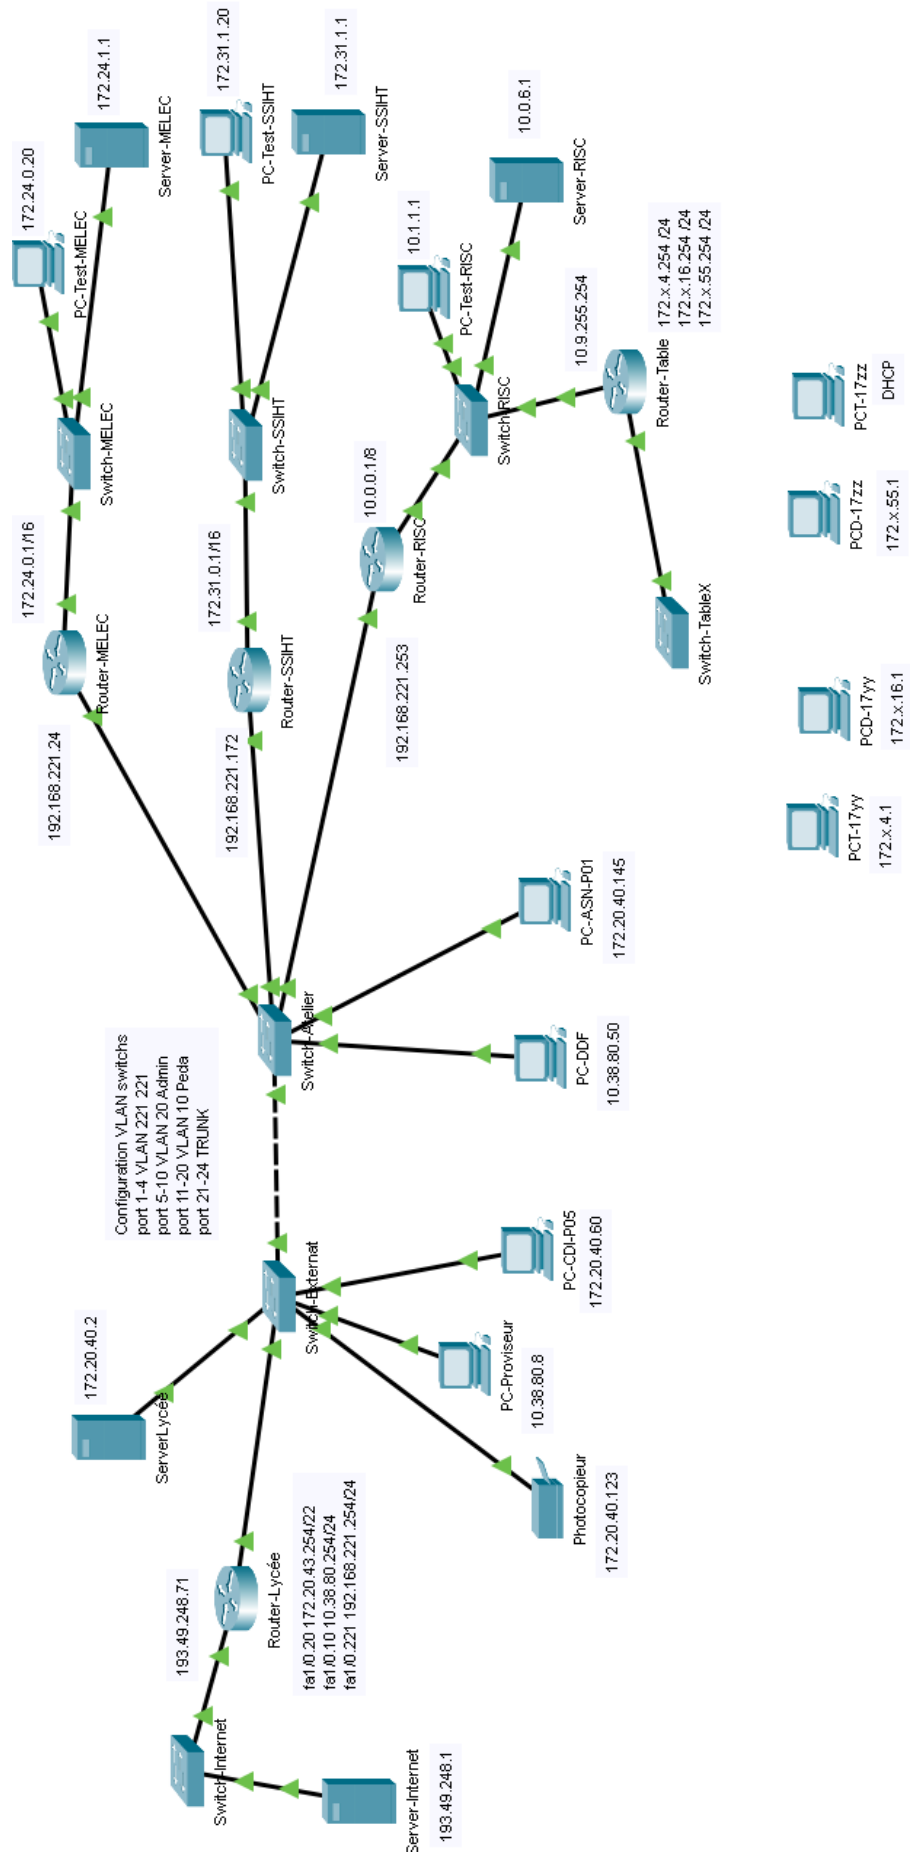 193.49.248.1
Server-Internet
Switch-Internet
193.49.248.71
Router-Lycée
fa1/0.20 172.20.43.254/22
fa1/0.10 10.38.80.254/24
fa1/0.221 192.168.221.254/24
172.20.40.2
ServerLycée
Photocopieur
172.20.40.123
PC-Proviseur
10.38.80.8
PC-CDI-P05
172.20.40.60
Switch-Externat
Configuration VLAN switchs
port 1-4 VLAN 221 221
port 5-10 VLAN 20 Admin
port 11-20 VLAN 10 Peda
port 21-24 TRUNK
Switch-Atelier
PC-DDF
10.38.80.50
PC-ASN-P01
172.20.40.145
192.168.221.24
Router-MELEC
172.24.0.1/16
Switch-MELEC
172.24.0.20
PC-Test-MELEC
172.24.1.1
Server-MELEC
192.168.221.172
Router-SSIHT
172.31.0.1/16
Switch-SSIHT
172.31.1.20
PC-Test-SSIHT
172.31.1.1
Server-SSIHT
192.168.221.253
Router-RISC
10.0.0.1/8
Switch-RISC
10.1.1.1
PC-Test-RISC
10.0.6.1
Server-RISC
10.9.255.254
Router-Table
172.x.4.254 /24
172.x.16.254 /24
172.x.55.254 /24
Switch-TableX
PCT-17yy
172.x.4.1
PCD-17yy
172.x.16.1
PCD-17zz
172.x.55.1
PCT-17zz
DHCP